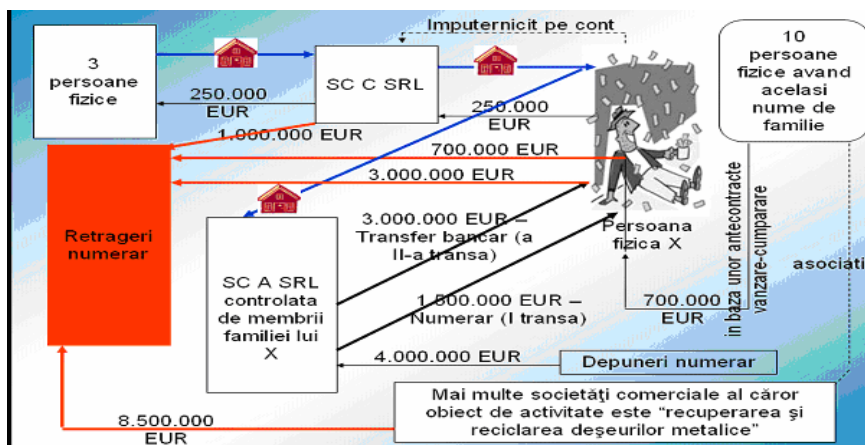 Imputernicit pe cont
3
persoane
fizice
SC C SRL
10
persoane
fizice avand
acelasi
nume de
familie
250.000
EUR
250.000
EUR
1.000.000 EUR
700.000 EUR
3.000.000 EUR
Retrageri
numerar
3.000.000 EUR –
Transfer bancar (a
II-a transa)
Persoana
fizica X
in baza unor antecontracte
vanzare-cumparare
asociati
SC A SRL
controlata
de membrii
familiei lui
X
1.500.000 EUR –
Numerar (I transa)
700.000
EUR
4.000.000 EUR
Depuneri numerar
Mai multe societăţi comerciale al căror
obiect de activitate este “recuperarea şi
reciclarea deşeurilor metalice”
8.500.000
EUR